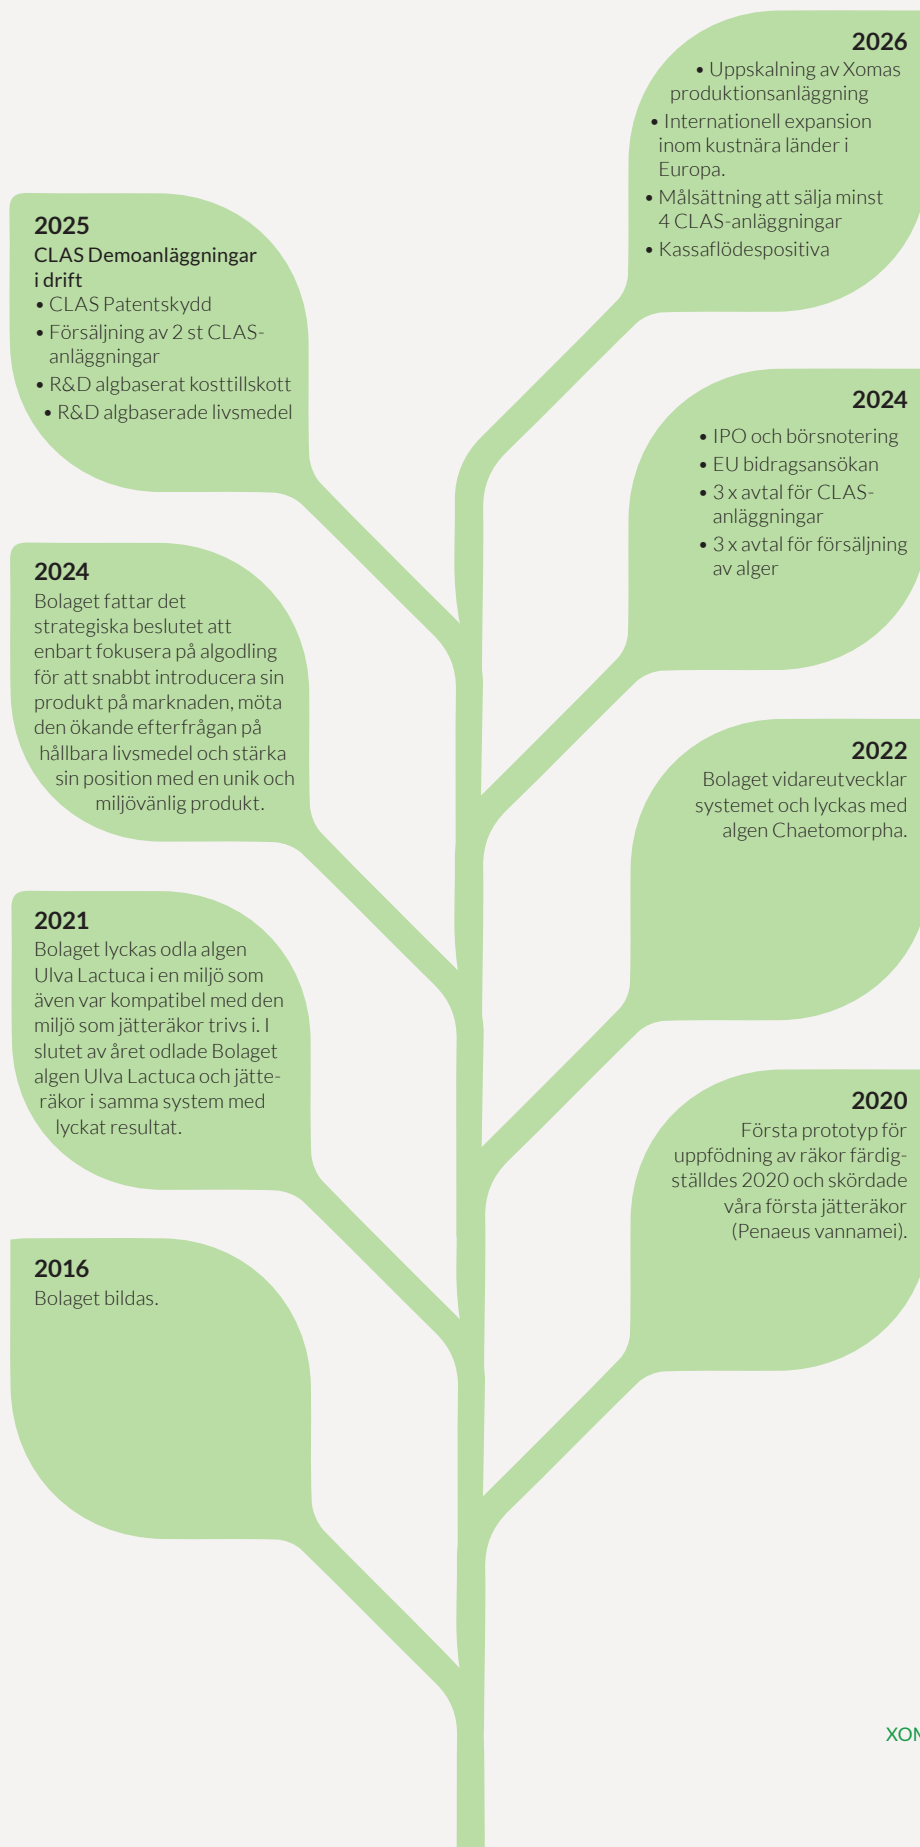 2026
• Uppskalning av Xomas
produktionsanläggning
• Internationell expansion
inom kustnära länder i
Europa.
• Målsättning att sälja minst
4 CLAS-anläggningar
• Kassaflödespositiva
2025
CLAS Demoanläggningar
i drift
• CLAS Patentskydd
• Försäljning av 2 st CLAS-
anläggningar
• R&D algbaserat kosttillskott
• R&D algbaserade livsmedel
2024
• IPO och börsnotering
• EU bidragsansökan
• 3 x avtal för CLAS-
anläggningar
• 3 x avtal för försäljning
av alger
2024
Bolaget fattar det
strategiska beslutet att
enbart fokusera på algodling
för att snabbt introducera sin
produkt på marknaden, möta
den ökande efterfrågan på
hållbara livsmedel och stärka
sin position med en unik och
miljövänlig produkt.
2022
Bolaget vidareutvecklar
systemet och lyckas med
algen Chaetomorpha.
2021
Bolaget lyckas odla algen
Ulva Lactuca i en miljö som
även var kompatibel med den
miljö som jätteräkor trivs i. I
slutet av året odlade Bolaget
algen Ulva Lactuca och jätte-
räkor i samma system med
lyckat resultat.
2020
Första prototyp för
uppfödning av räkor färdig-
ställdes 2020 och skördade
våra första jätteräkor
(Penaeus vannamei).
2016
Bolaget bildas.